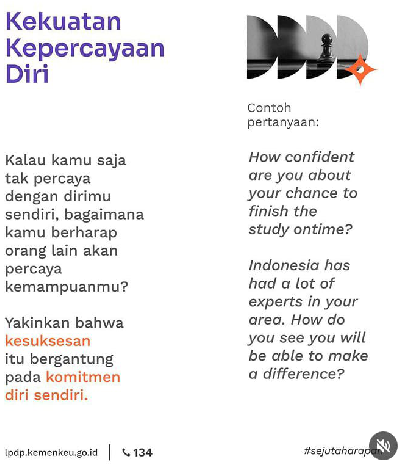 Kekuatan
Kepercayaan
Diri
Kalau kamu saja
tak percaya
dengan dirimu
sendiri, bagaimana
kamu berharap
orang lain akan
percaya
kemampuanmu?
Yakinkan bahwa
kesuksesan
itu bergantung
pada komitmen
diri sendiri.
Contoh
pertanyaan:
How confident
are you about
your chance to
finish the
study ontime?
Indonesia has
had a lot of
experts in your
area. How do
you see you will
be able to make
a difference?
lpdp.kemenkeu.go.id
134